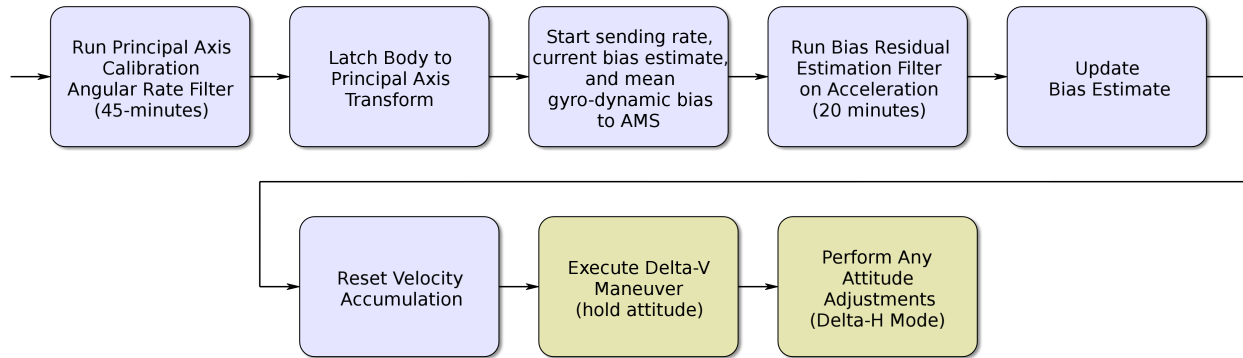 Run Principal Axis
Calibration
Angular Rate Filter
(45-minutes)
Latch Body to
Principal Axis
Transform
Start sending rate,
current bias estimate,
and mean
gyro-dynamic bias
to AMS
Run Bias Residual
Estimation Filter
on Acceleration
(20 minutes)
Update
Bias Estimate
Reset Velocity
Accumulation
Execute Delta-V
Maneuver
(hold attitude)
Perform Any
Attitude
Adjustments
(Delta-H Mode)